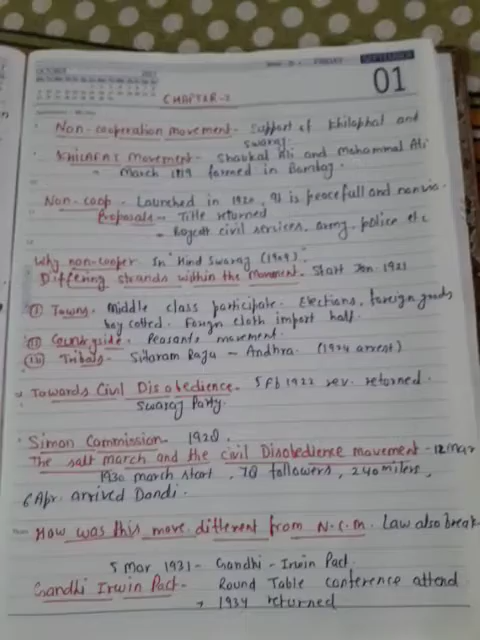 OCTOBER 2017
FRIDAY
SEPTEMBER
01
CHAPTER-2
Non-cooperation movement - Support of Khilaphat and
swaraj
Khilafat Movement - Shaukat Ali and Mohammad Ali
- March 1919 formed in Bombay.
Non-coop - Launched in 1920, It is peacefull and nonvio.
Proposals - Title returned
- Boycott civil services, army, police etc
Why non-cooper In "Hind Swaraj (1909)
Differing strands within the Movement. Start Jan 1921
(i) Towns. Middle class participate. Elections, foreign goods
boycotted. Foreign cloth import half.
(ii) Countryside. Peasants movement.
(iii) Tribals. Sitaram Raju - Andhra. (1924 arrest)
Towards Civil Disobedience. 5 Fb 1922 rev. returned.
Swaraj Party.
Simon Commission - 1928.
The salt march and the civil Disobedience movement - 12 Mar
1930 march start, 78 followers, 240 miles,
6 Apr. arrived Dandi.
How was this move. different from N.C.M. Law also break
5 Mar 1931 - Gandhi - Irwin Pact.
Gandhi Irwin Pact - Round Table conference attend
→ 1934 returned